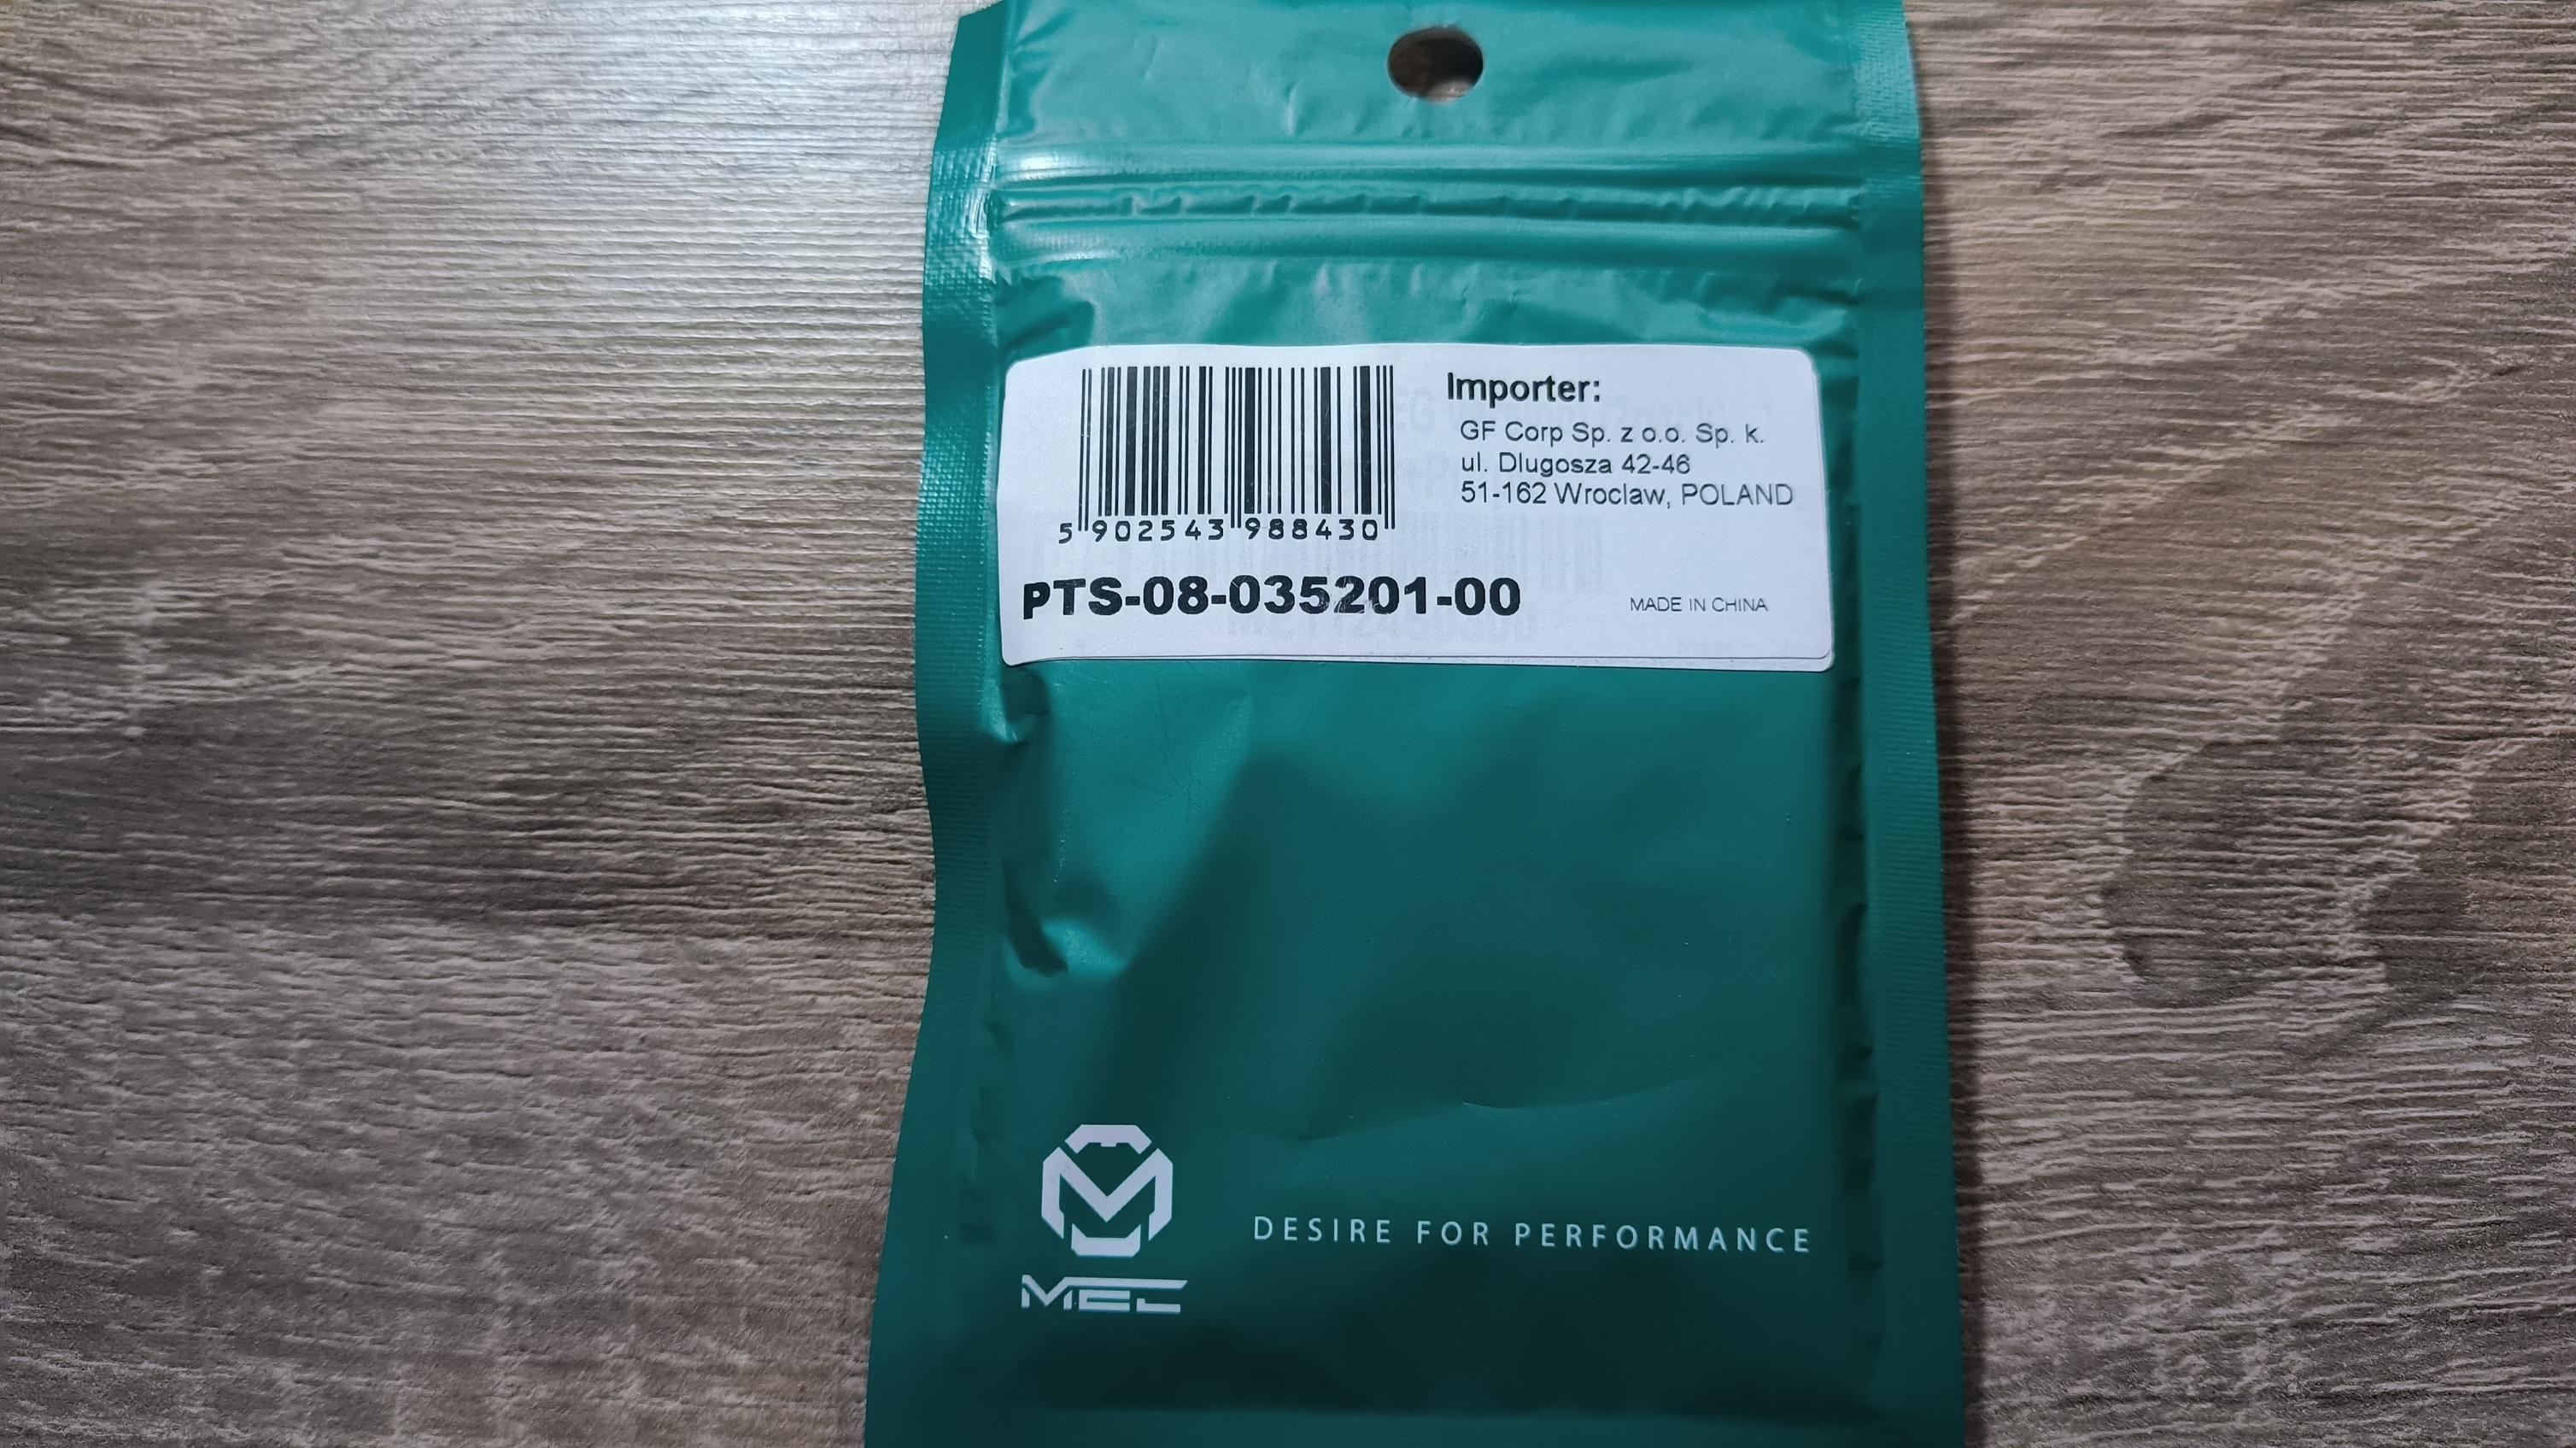 Importer:
GF Corp Sp. z o.o. Sp. k.
ul. Dlugosza 42-46
51-162 Wroclaw, POLAND
5 902543 988430
PTS-08-035201-00
MADE IN CHINA
DESIRE FOR PERFORMANCE
MEC